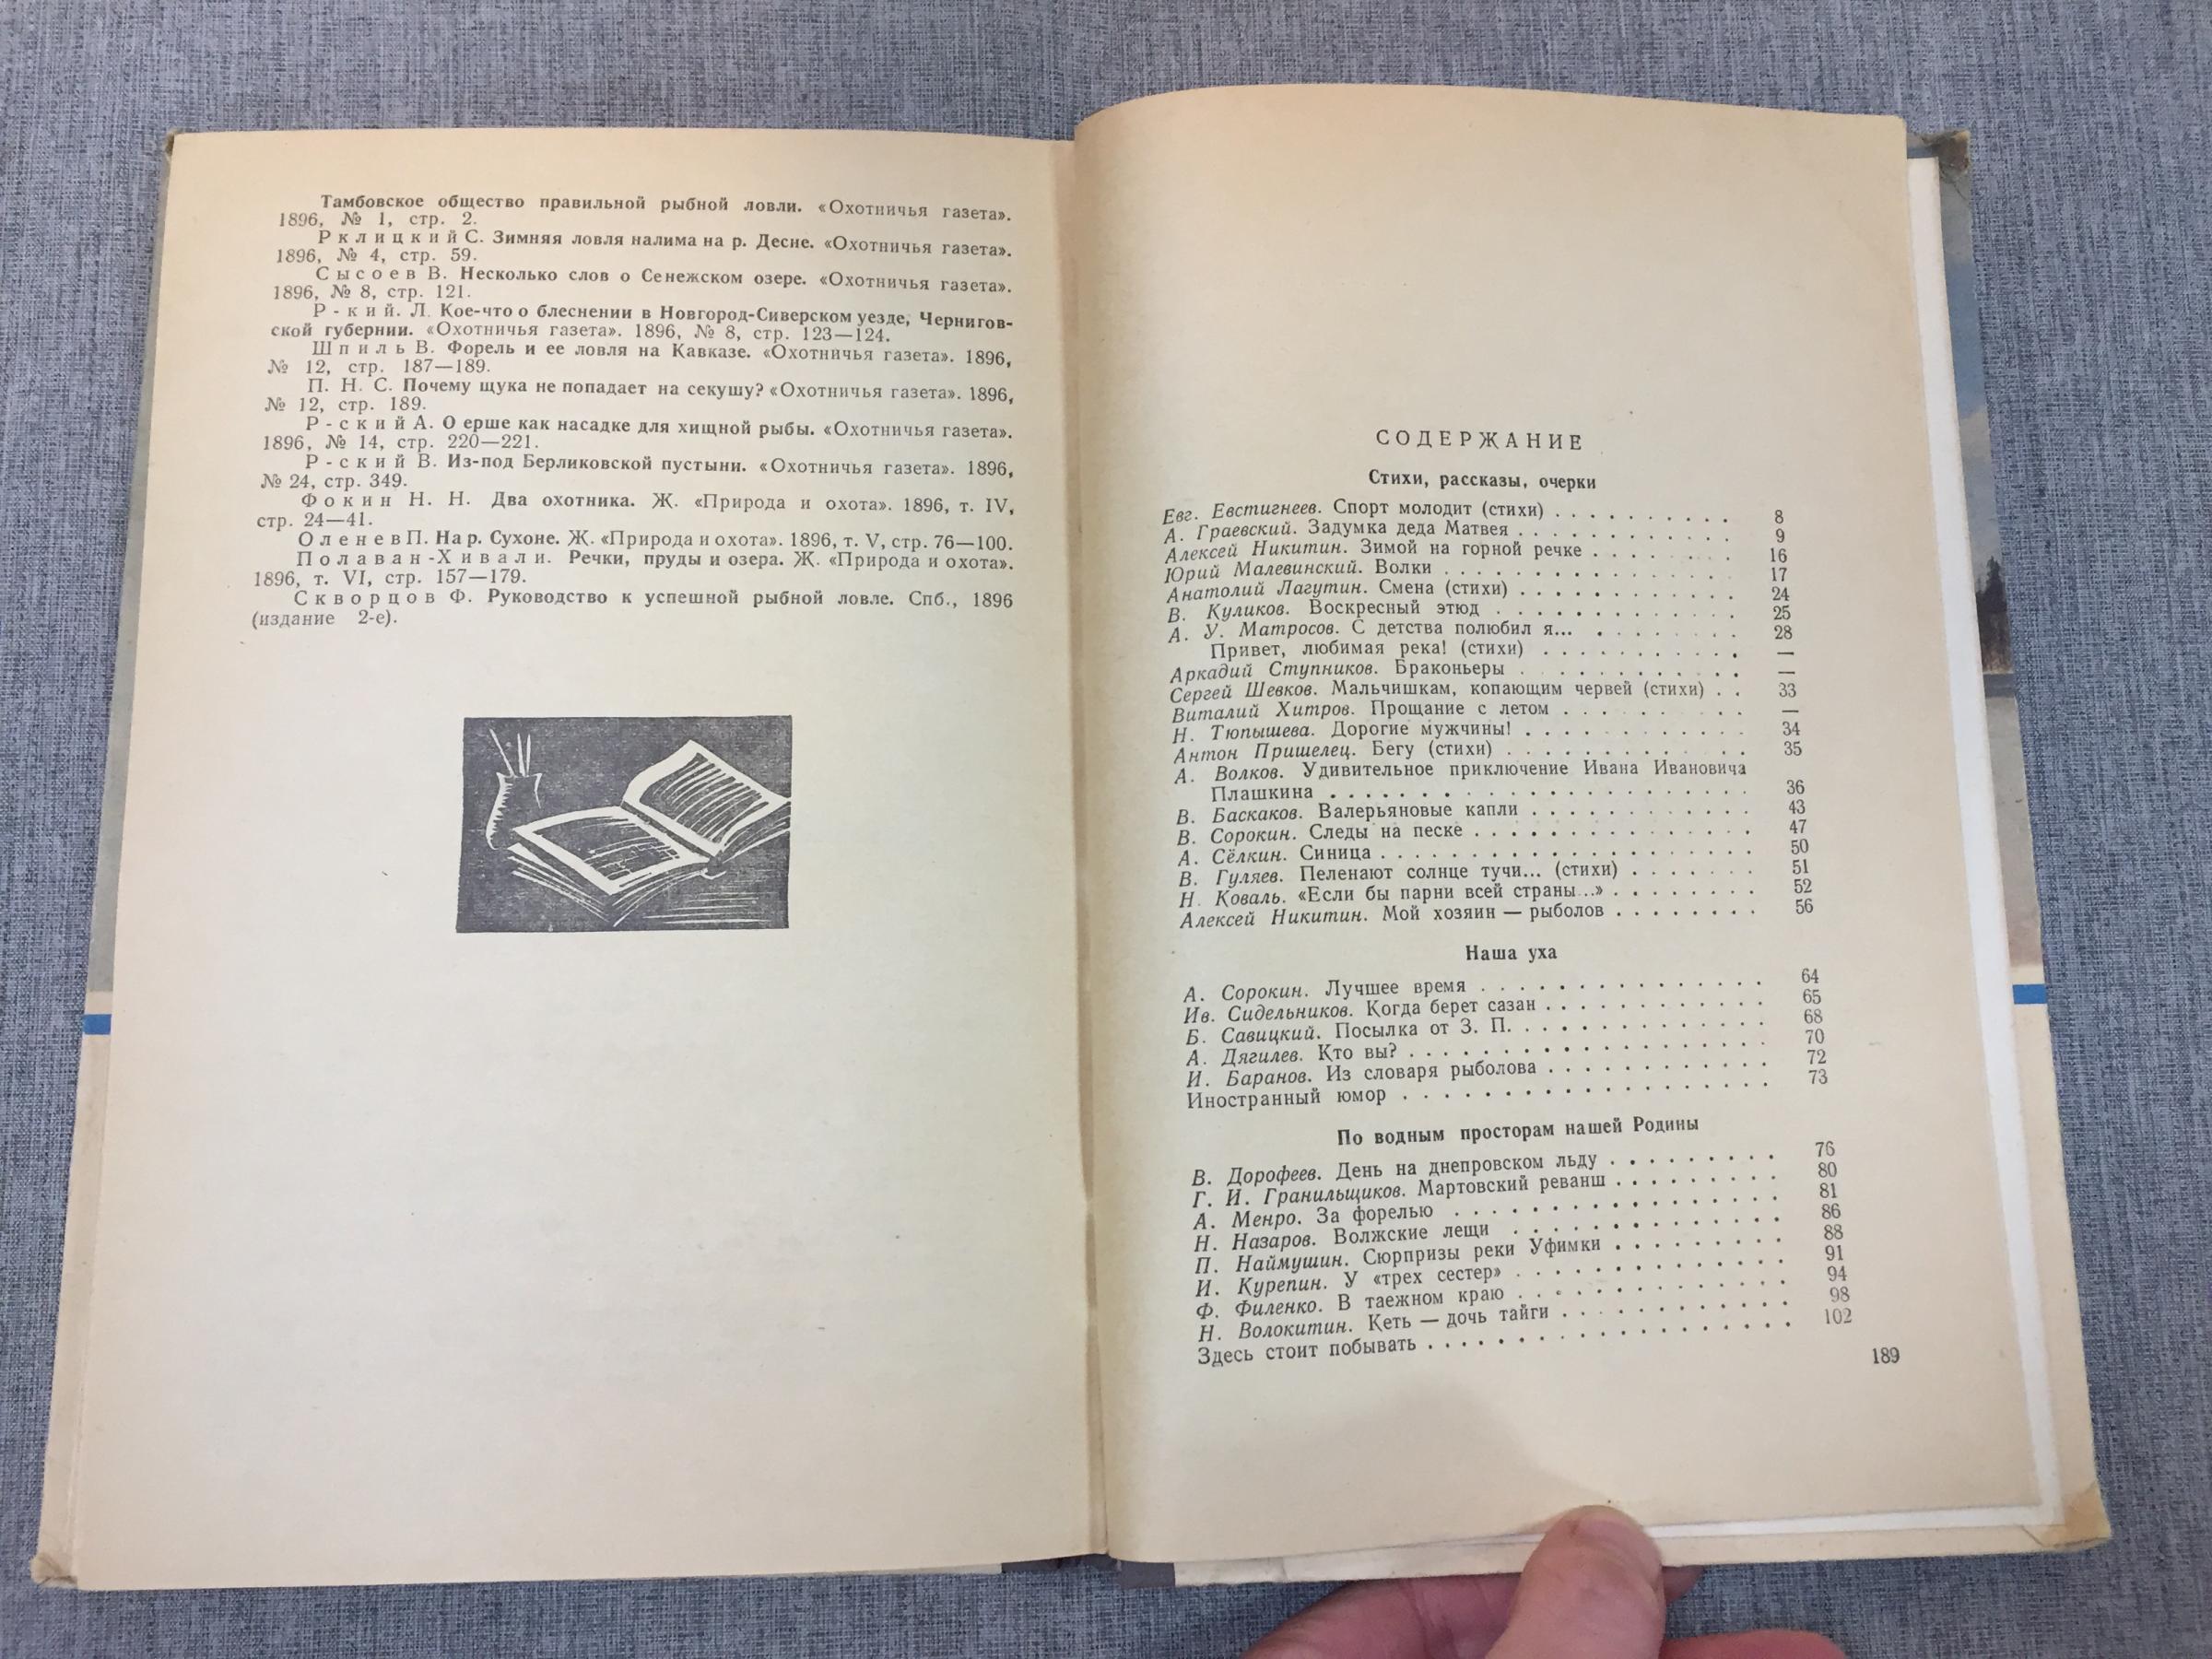 Тамбовское общество правильной рыбной ловли. «Охотничья газета».
1896, № 1, стр. 2.
Рклицкий С. Зимняя ловля налима на р. Десне. «Охотничья газета».
1896, № 4, стр. 59.
Сысоев В. Несколько слов о Сенежском озере. «Охотничья газета».
1896, № 8, стр. 121.
Р-кий. Л. Кое-что о блеснении в Новгород-Сиверском уезде, Чернигов-
ской губернии. «Охотничья газета». 1896, № 8, стр. 123—124.
Шпиль В. Форель и ее ловля на Кавказе. «Охотничья газета». 1896,
№ 12, стр. 187—189.
П. Н. С. Почему щука не попадает на секушу? «Охотничья газета». 1896,
№ 12, стр. 189.
Р-ский А. О ерше как насадке для хищной рыбы. «Охотничья газета».
1896, № 14, стр. 220—221.
Р-ский В. Из-под Берликовской пустыни. «Охотничья газета». 1896,
№ 24, стр. 349.
Фокин Н. Н. Два охотника. Ж. «Природа и охота». 1896, т. IV,
стр. 24—41.
Оленев П. На р. Сухоне. Ж. «Природа и охота». 1896, т. V, стр. 76—100.
Полаван-Хивали. Речки, пруды и озера. Ж. «Природа и охота».
1896, т. VI, стр. 157—179.
Скворцов Ф. Руководство к успешной рыбной ловле. Спб., 1896
(издание 2-е).
СОДЕРЖАНИЕ
Стихи, рассказы, очерки
Евг. Евстигнеев. Спорт молодит (стихи) . . . . . . . . . . 8
А. Граевский. Задумка деда Матвея . . . . . . . . . . . . 9
Алексей Никитин. Зимой на горной речке . . . . . . . . 16
Юрий Малевинский. Волки . . . . . . . . . . . . . . . . 17
Анатолий Лагутин. Смена (стихи) . . . . . . . . . . . . 24
В. Куликов. Воскресный этюд . . . . . . . . . . . . . 25
А. У. Матросов. С детства полюбил я... . . . . . . . . 28
Привет, любимая река! (стихи) . . . . . . . . . . . —
Аркадий Ступников. Браконьеры . . . . . . . . . . . . —
Сергей Шевков. Мальчишкам, копающим червей (стихи) . . 33
Виталий Хитров. Прощание с летом . . . . . . . . . . —
Н. Тюпышева. Дорогие мужчины! . . . . . . . . . . . . 34
Антон Пришелец. Бегу (стихи) . . . . . . . . . . . . . 35
А. Волков. Удивительное приключение Ивана Ивановича
Плашкина . . . . . . . . . . . . . . . . . . . . . 36
В. Баскаков. Валерьяновые капли . . . . . . . . . . . . 43
В. Сорокин. Следы на песке . . . . . . . . . . . . . . . 47
А. Сёлкин. Синица . . . . . . . . . . . . . . . . . . . . 50
В. Гуляев. Пеленают солнце тучи... (стихи) . . . . . . . 51
Н. Коваль. «Если бы парни всей страны...» . . . . . . . . 52
Алексей Никитин. Мой хозяин — рыболов . . . . . . . . 56
Наша уха
А. Сорокин. Лучшее время . . . . . . . . . . . . . . . 64
Ив. Сидельников. Когда берет сазан . . . . . . . . . . . . 65
Б. Савицкий. Посылка от З. П. . . . . . . . . . . . . . 68
А. Дягилев. Кто вы? . . . . . . . . . . . . . . . . . . . 70
И. Баранов. Из словаря рыболова . . . . . . . . . . . . 72
Иностранный юмор . . . . . . . . . . . . . . . . . . . 73
По водным просторам нашей Родины
В. Дорофеев. День на днепровском льду . . . . . . . . . 76
Г. И. Гранильщиков. Мартовский реванш . . . . . . . . . 80
А. Менро. За форелью . . . . . . . . . . . . . . . . . 81
Н. Назаров. Волжские лещи . . . . . . . . . . . . . . 86
П. Наймушин. Сюрпризы реки Уфимки . . . . . . . . . 88
И. Курепин. У «трех сестер» . . . . . . . . . . . . . . 91
Ф. Филенко. В таежном краю . . . . . . . . . . . . . . 94
Н. Волокитин. Кеть — дочь тайги . . . . . . . . . . . . 98
Здесь стоит побывать . . . . . . . . . . . . . . . . . . 102
189